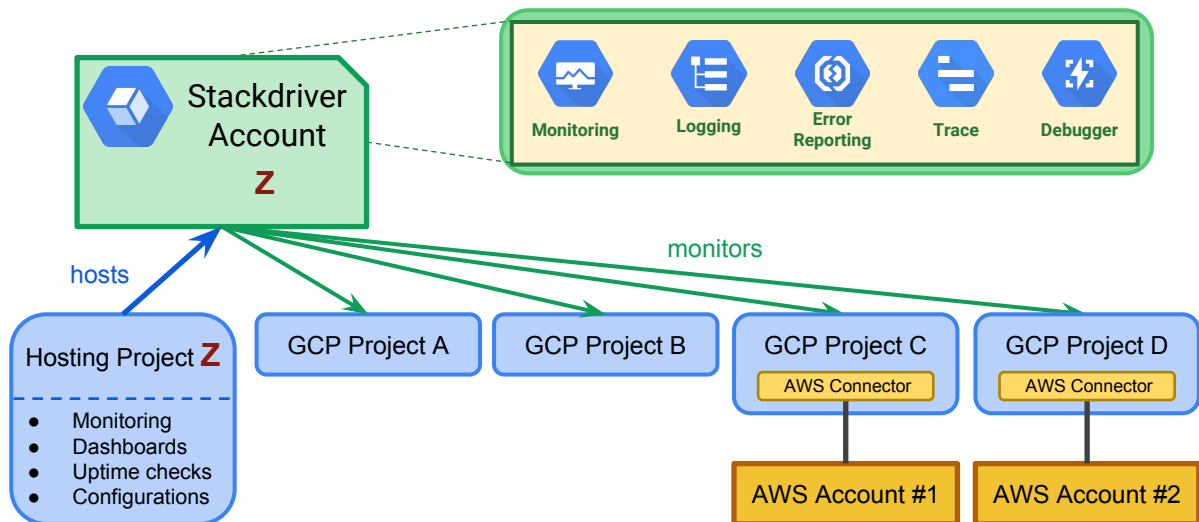 Stackdriver
Account
Z
Monitoring
Logging
Error
Reporting
Trace
Debugger
hosts
monitors
Hosting Project Z
● Monitoring
● Dashboards
● Uptime checks
● Configurations
GCP Project A
GCP Project B
GCP Project C
AWS Connector
GCP Project D
AWS Connector
AWS Account #1
AWS Account #2